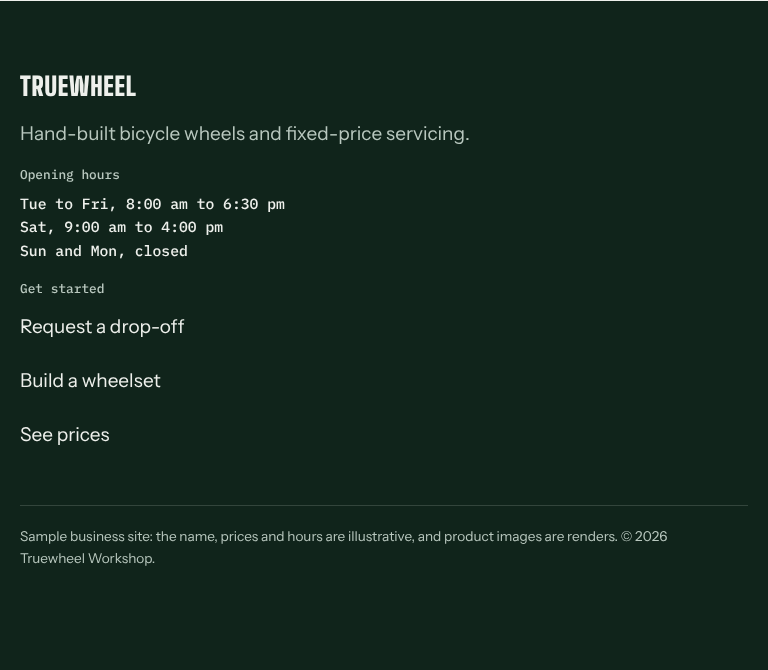 TRUEWHEEL
Hand-built bicycle wheels and fixed-price servicing.
Opening hours
Tue to Fri, 8:00 am to 6:30 pm
Sat, 9:00 am to 4:00 pm
Sun and Mon, closed
Get started
Request a drop-off
Build a wheelset
See prices
Sample business site: the name, prices and hours are illustrative, and product images are renders. © 2026
Truewheel Workshop.